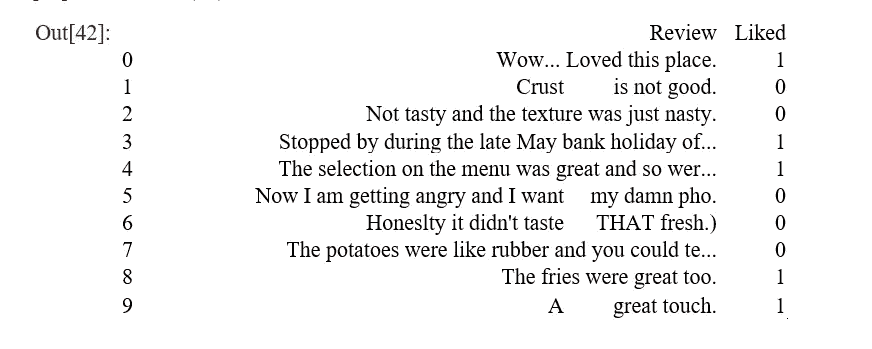 Out[42]: Review Liked
0 Wow... Loved this place. 1
1 Crust is not good. 0
2 Not tasty and the texture was just nasty. 0
3 Stopped by during the late May bank holiday of... 1
4 The selection on the menu was great and so wer... 1
5 Now I am getting angry and I want my damn pho. 0
6 Honeslty it didn't taste THAT fresh.) 0
7 The potatoes were like rubber and you could te... 0
8 The fries were great too. 1
9 A great touch. 1